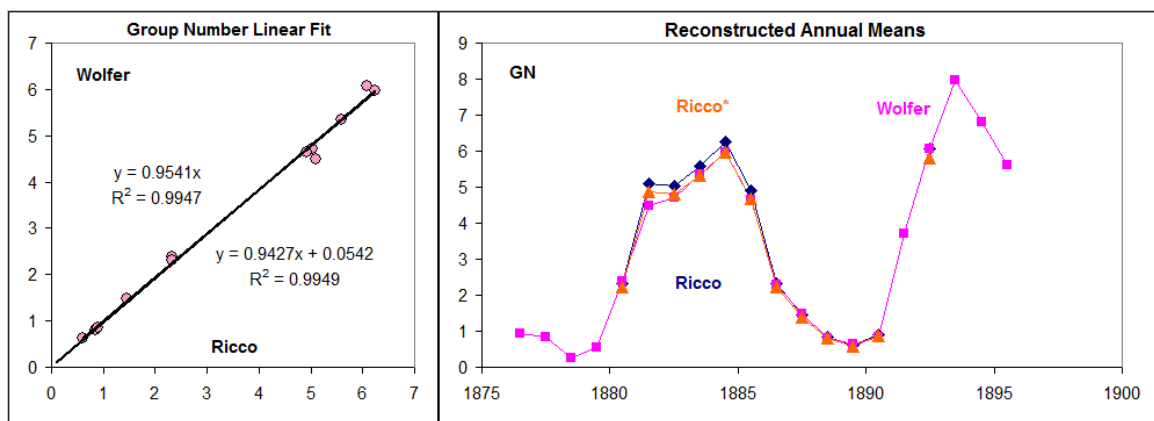 Group Number Linear Fit
7
6
5
4
3
2
1
0
Wolfer
y = 0.9541x
R² = 0.9947
y = 0.9427x + 0.0542
R² = 0.9949
Ricco
0 1 2 3 4 5 6 7
Reconstructed Annual Means
9
8
7
6
5
4
3
2
1
0
GN
Ricco*
Wolfer
Ricco
1875 1880 1885 1890 1895 1900